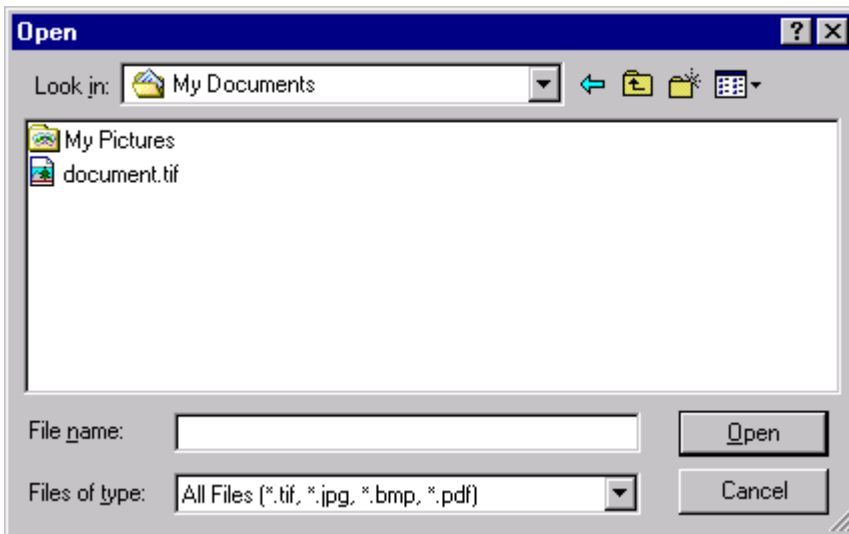 Open
Look in: My Documents
My Pictures
document.tif
File name:
Open
Files of type: All Files (*.tif, *.jpg, *.bmp, *.pdf)
Cancel